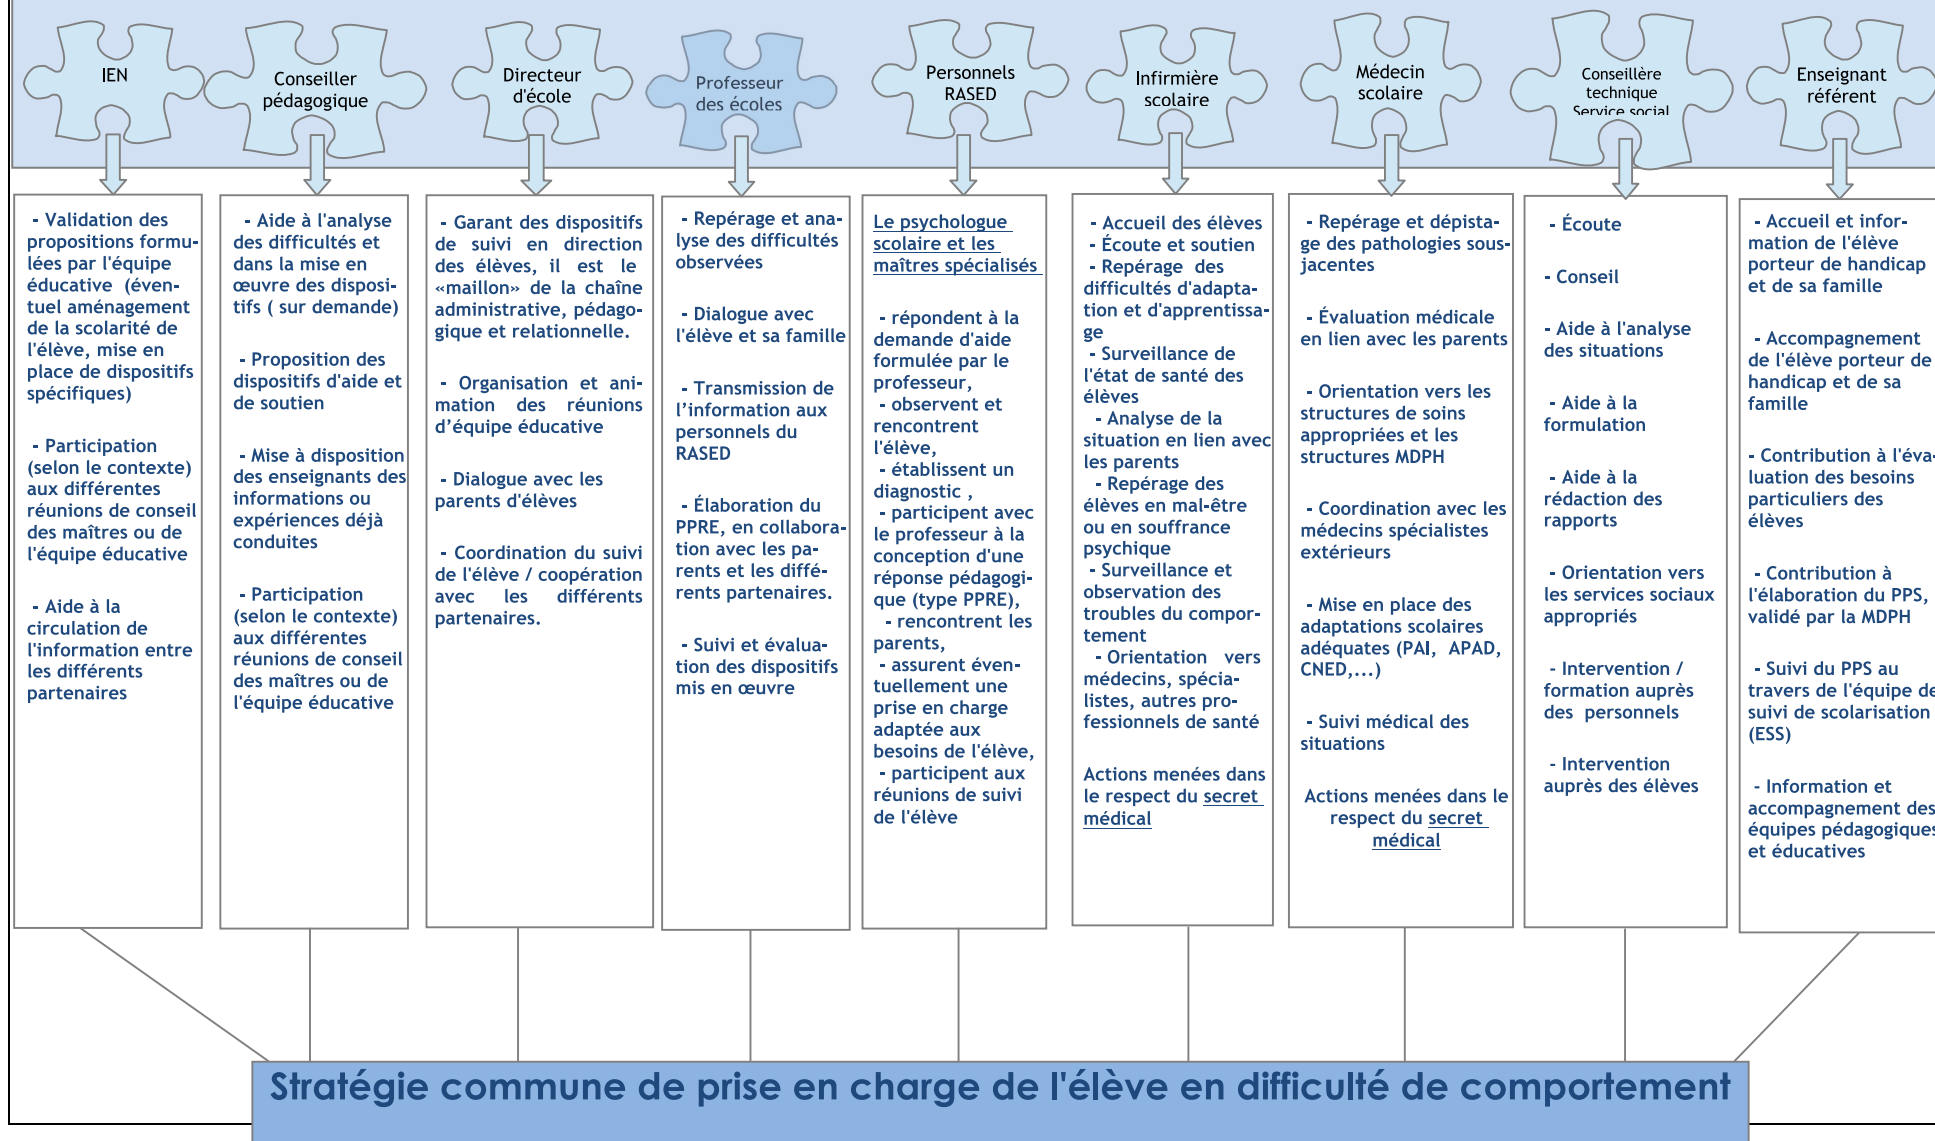 IEN
Conseiller
pédagogique
Directeur
d'école
Professeur
des écoles
Personnels
RASED
Infirmière
scolaire
Médecin
scolaire
Conseillère
technique
Service social
Enseignant
référent
- Validation des
propositions formu-
lées par l'équipe
éducative (éven-
tuel aménagement
de la scolarité de
l'élève, mise en
place de dispositifs
spécifiques)
- Participation
(selon le contexte)
aux différentes
réunions de conseil
des maîtres ou de
l'équipe éducative
- Aide à la
circulation de
l'information entre
les différents
partenaires
- Aide à l'analyse
des difficultés et
dans la mise en
œuvre des disposi-
tifs ( sur demande)
- Proposition des
dispositifs d'aide et
de soutien
- Mise à disposition
des enseignants des
informations ou
expériences déjà
conduites
- Participation
(selon le contexte)
aux différentes
réunions de conseil
des maîtres ou de
l'équipe éducative
- Garant des dispositifs
de suivi en direction
des élèves, il est le
«maillon» de la chaîne
administrative, pédago-
gique et relationnelle.
- Organisation et ani-
mation des réunions
d’équipe éducative
- Dialogue avec les
parents d'élèves
- Coordination du suivi
de l'élève / coopération
avec les différents
partenaires.
- Repérage et ana-
lyse des difficultés
observées
- Dialogue avec
l'élève et sa famille
- Transmission de
l’information aux
personnels du
RASED
- Élaboration du
PPRE, en collabora-
tion avec les pa-
rents et les diffé-
rents partenaires.
- Suivi et évalua-
tion des dispositifs
mis en œuvre
Le psychologue
scolaire et les
maîtres spécialisés
- répondent à la
demande d'aide
formulée par le
professeur,
- observent et
rencontrent
l'élève,
- établissent un
diagnostic ,
- participent avec
le professeur à la
conception d'une
réponse pédagogi-
que (type PPRE),
- rencontrent les
parents,
- assurent éven-
tuellement une
prise en charge
adaptée aux
besoins de l'élève,
- participent aux
réunions de suivi
de l'élève
- Accueil des élèves
- Écoute et soutien
- Repérage des
difficultés d'adapta-
tion et d'apprentissa-
ge
- Surveillance de
l'état de santé des
élèves
- Analyse de la
situation en lien avec
les parents
- Repérage des
élèves en mal-être
ou en souffrance
psychique
- Surveillance et
observation des
troubles du compor-
tement
- Orientation vers
médecins, spécia-
listes, autres pro-
fessionnels de santé
Actions menées dans
le respect du secret
médical
- Repérage et dépista-
ge des pathologies sous-
jacentes
- Évaluation médicale
en lien avec les parents
- Orientation vers les
structures de soins
appropriées et les
structures MDPH
- Coordination avec les
médecins spécialistes
extérieurs
- Mise en place des
adaptations scolaires
adéquates (PAI, APAD,
CNED,...)
- Suivi médical des
situations
Actions menées dans le
respect du secret
médical
- Écoute
- Conseil
- Aide à l'analyse
des situations
- Aide à la
formulation
- Aide à la
rédaction des
rapports
- Orientation vers
les services sociaux
appropriés
- Intervention /
formation auprès
des personnels
- Intervention
auprès des élèves
- Accueil et infor-
mation de l'élève
porteur de handicap
et de sa famille
- Accompagnement
de l'élève porteur de
handicap et de sa
famille
- Contribution à l'éva-
luation des besoins
particuliers des
élèves
- Contribution à
l'élaboration du PPS,
validé par la MDPH
- Suivi du PPS au
travers de l'équipe de
suivi de scolarisation
(ESS)
- Information et
accompagnement des
équipes pédagogiques
et éducatives
Stratégie commune de prise en charge de l'élève en difficulté de comportement